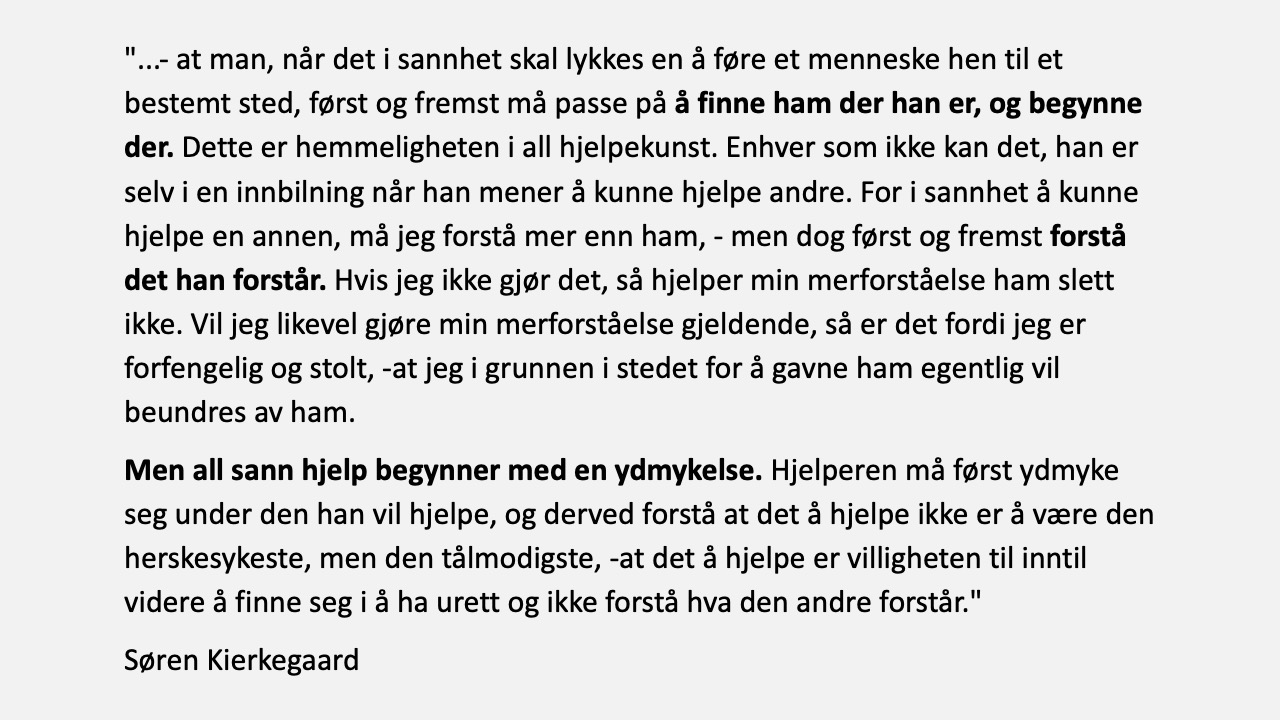 "...- at man, når det i sannhet skal lykkes en å føre et menneske hen til et
bestemt sted, først og fremst må passe på å finne ham der han er, og begynne
der. Dette er hemmeligheten i all hjelpekunst. Enhver som ikke kan det, han er
selv i en innbilning når han mener å kunne hjelpe andre. For i sannhet å kunne
hjelpe en annen, må jeg forstå mer enn ham, - men dog først og fremst forstå
det han forstår. Hvis jeg ikke gjør det, så hjelper min merforståelse ham slett
ikke. Vil jeg likevel gjøre min merforståelse gjeldende, så er det fordi jeg er
forfengelig og stolt, -at jeg i grunnen i stedet for å gavne ham egentlig vil
beundres av ham.
Men all sann hjelp begynner med en ydmykelse. Hjelperen må først ydmyke
seg under den han vil hjelpe, og derved forstå at det å hjelpe ikke er å være den
herskesykeste, men den tålmodigste, -at det å hjelpe er villigheten til inntil
videre å finne seg i å ha urett og ikke forstå hva den andre forstår."
Søren Kierkegaard